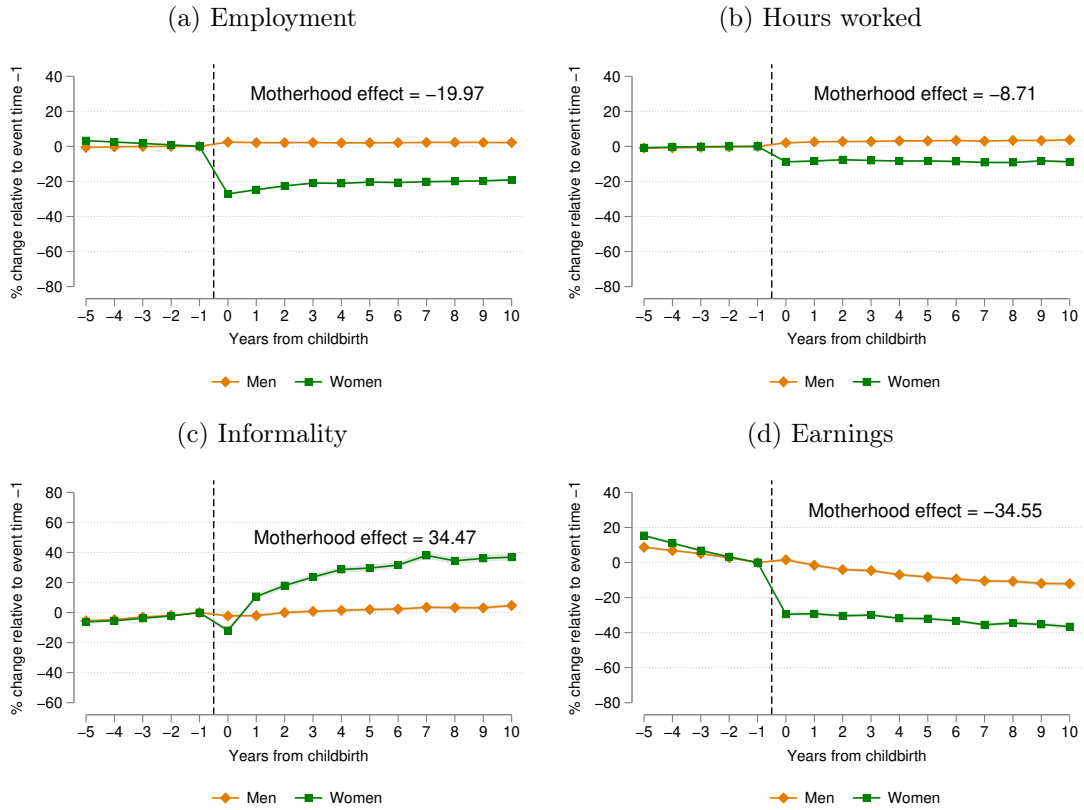 (a) Employment
% change relative to event time −1
40
20
0
−20
−40
−60
−80
Motherhood effect = −19.97
−5 −4 −3 −2 −1 0 1 2 3 4 5 6 7 8 9 10
Years from childbirth
Men Women
(b) Hours worked
% change relative to event time −1
40
20
0
−20
−40
−60
−80
Motherhood effect = −8.71
−5 −4 −3 −2 −1 0 1 2 3 4 5 6 7 8 9 10
Years from childbirth
Men Women
(c) Informality
% change relative to event time −1
80
60
40
20
0
−20
−40
−60
Motherhood effect = 34.47
−5 −4 −3 −2 −1 0 1 2 3 4 5 6 7 8 9 10
Years from childbirth
Men Women
(d) Earnings
% change relative to event time −1
40
20
0
−20
−40
−60
−80
Motherhood effect = −34.55
−5 −4 −3 −2 −1 0 1 2 3 4 5 6 7 8 9 10
Years from childbirth
Men Women